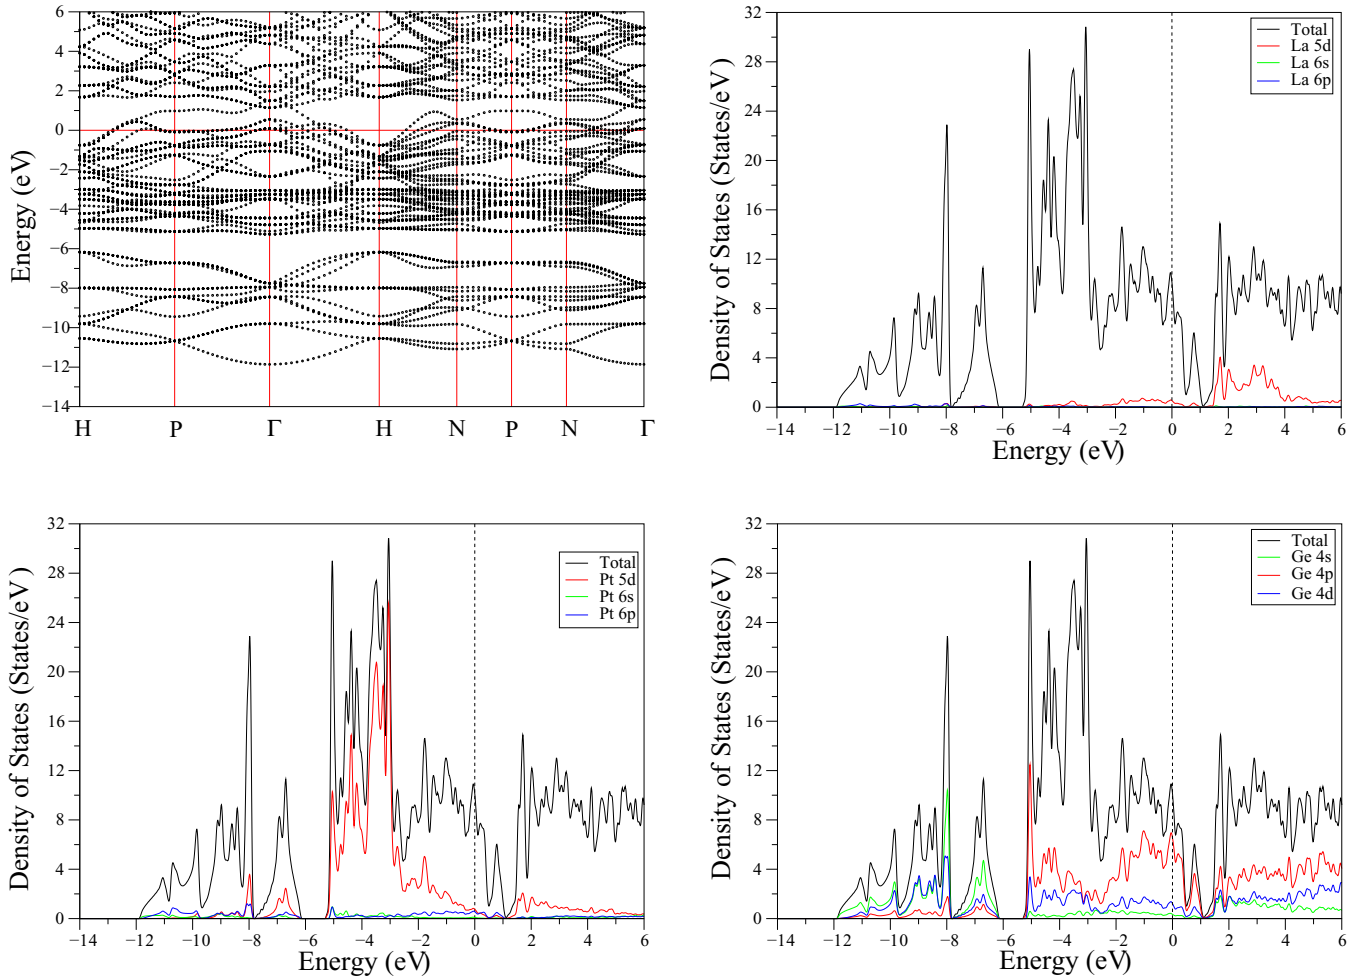 6
4
2
0
−2
−4
−6
−8
−10
−12
−14
Energy (eV)
H P Γ H N P N Γ
32
28
24
20
16
12
8
4
0
Density of States (States/eV)
Total
La 5d
La 6s
La 6p
−14 −12 −10 −8 −6 −4 −2 0 2 4 6
Energy (eV)
32
28
24
20
16
12
8
4
0
Density of States (States/eV)
Total
Pt 5d
Pt 6s
Pt 6p
−14 −12 −10 −8 −6 −4 −2 0 2 4 6
Energy (eV)
32
28
24
20
16
12
8
4
0
Density of States (States/eV)
Total
Ge 4s
Ge 4p
Ge 4d
−14 −12 −10 −8 −6 −4 −2 0 2 4 6
Energy (eV)